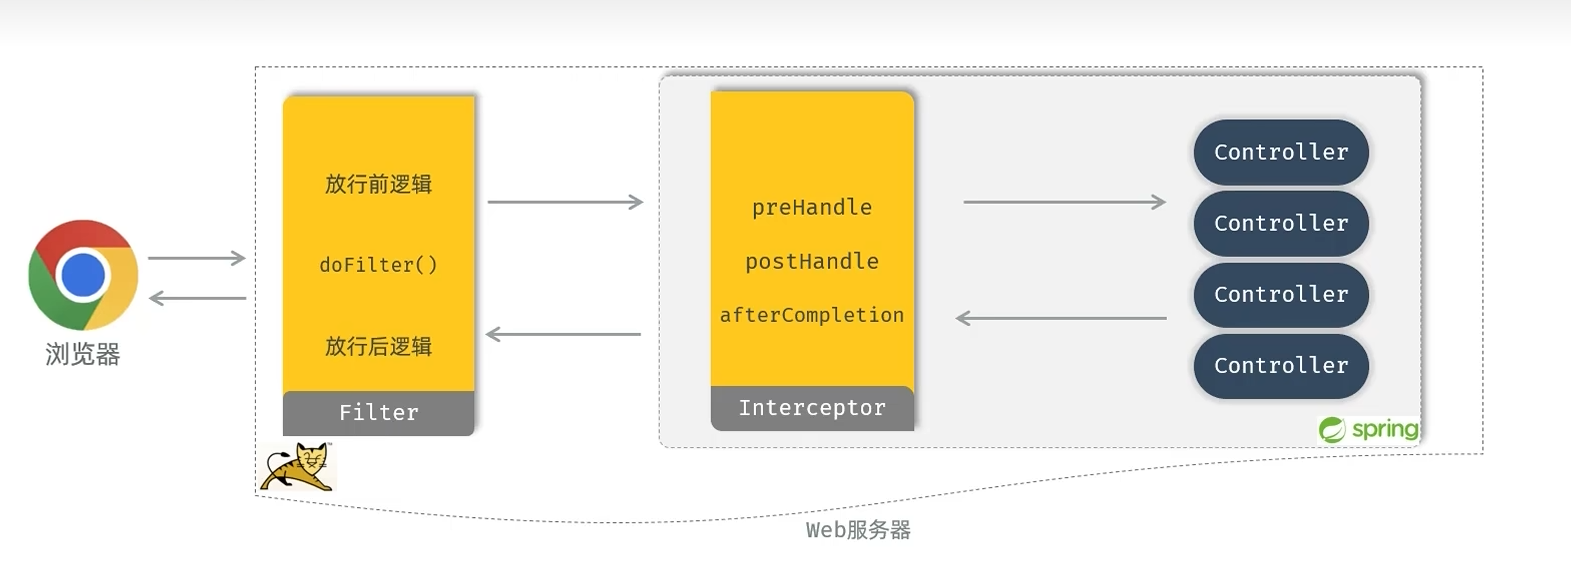 浏览器
放行前逻辑
doFilter()
放行后逻辑
Filter
preHandle
postHandle
afterCompletion
Interceptor
Controller
Controller
Controller
Controller
spring
Web服务器